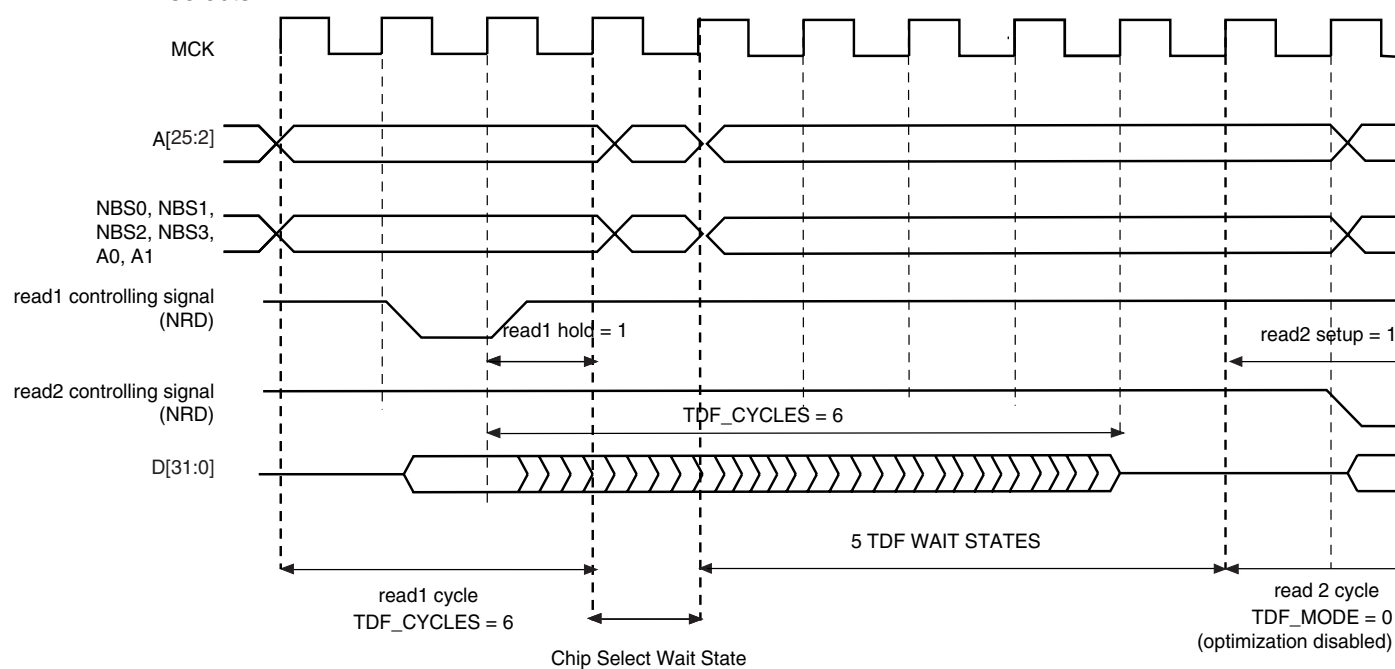 MCK
A[25:2]
NBS0, NBS1,
NBS2, NBS3,
A0, A1
read1 controlling signal
(NRD)
read1 hold = 1
read2 setup = 1
read2 controlling signal
(NRD)
TDF_CYCLES = 6
D[31:0]
5 TDF WAIT STATES
read1 cycle
TDF_CYCLES = 6
Chip Select Wait State
read 2 cycle
TDF_MODE = 0
(optimization disabled)